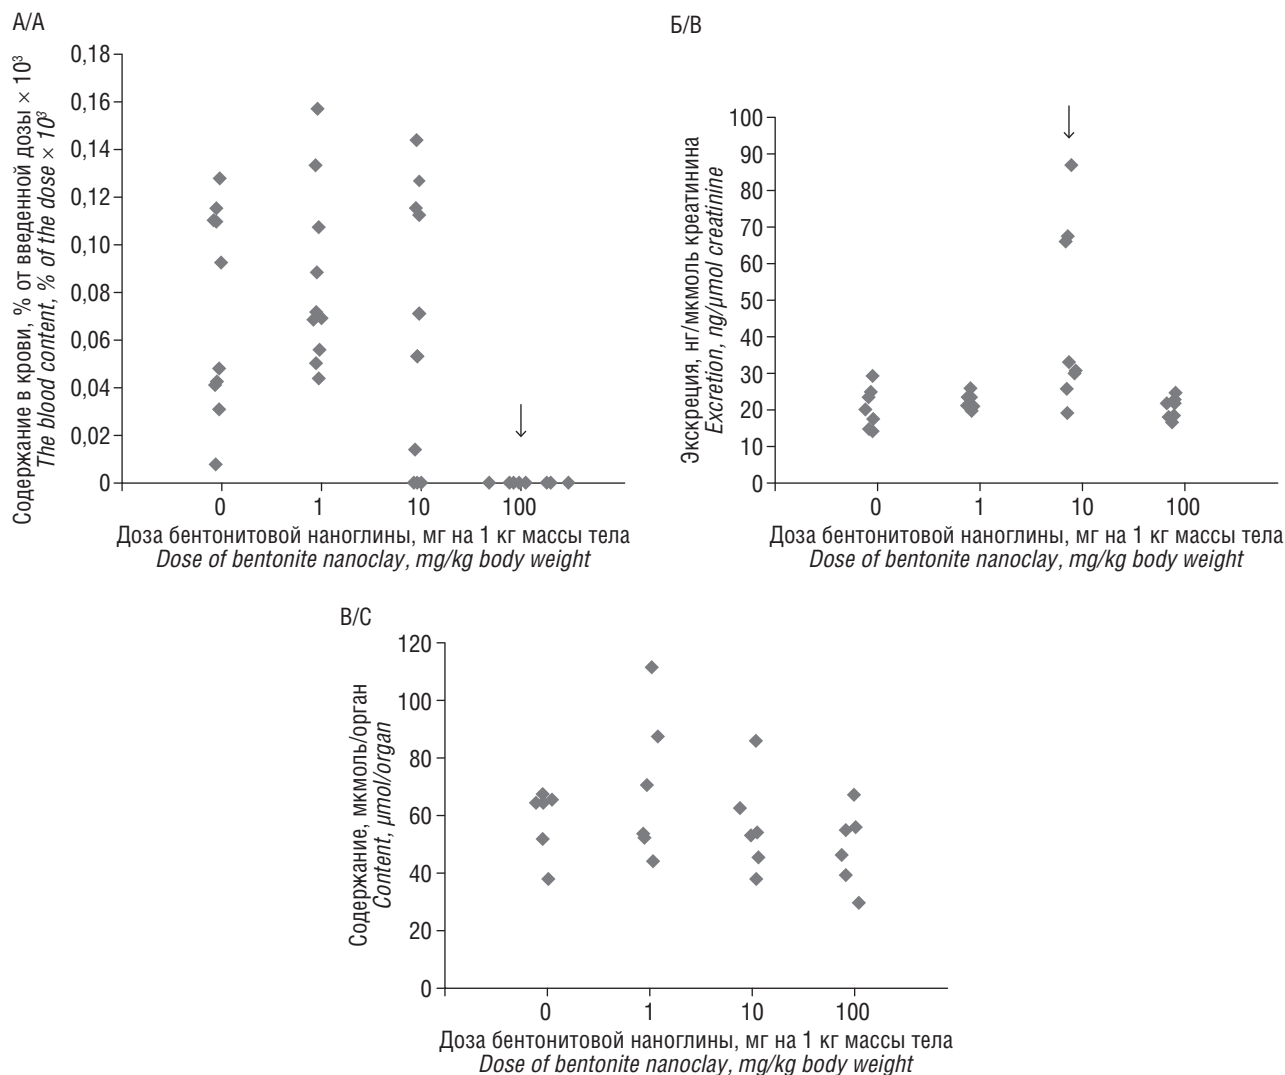 А/A
Содержание в крови, % от введенной дозы × 10³
The blood content, % of the dose × 10³
0,18
0,16
0,14
0,12
0,10
0,08
0,06
0,04
0,02
0
0 1 10 100
Доза бентонитовой наноглины, мг на 1 кг массы тела
Dose of bentonite nanoclay, mg/kg body weight
Б/B
Экскреция, нг/мкмоль креатинина
Excretion, ng/µmol creatinine
100
90
80
70
60
50
40
30
20
10
0
0 1 10 100
Доза бентонитовой наноглины, мг на 1 кг массы тела
Dose of bentonite nanoclay, mg/kg body weight
В/C
Содержание, мкмоль/орган
Content, µmol/organ
120
100
80
60
40
20
0
0 1 10 100
Доза бентонитовой наноглины, мг на 1 кг массы тела
Dose of bentonite nanoclay, mg/kg body weight